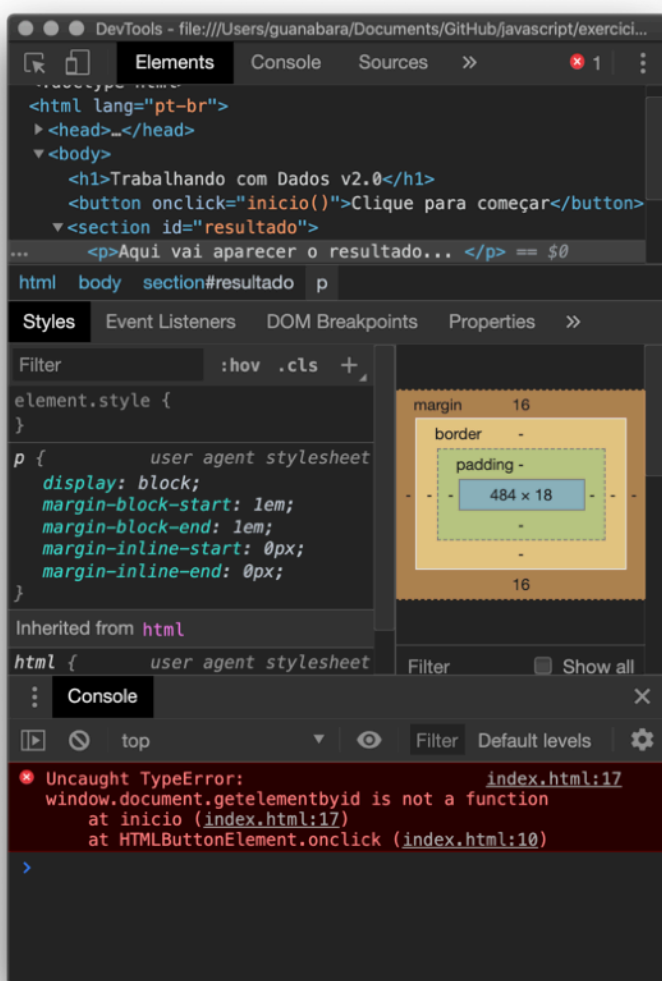 DevTools - file:///Users/guanabara/Documents/GitHub/javascript/exercici...
Elements Console Sources » 1
<!doctype html>
<html lang="pt-br">
<head>…</head>
<body>
<h1>Trabalhando com Dados v2.0</h1>
<button onclick="inicio()">Clique para começar</button>
<section id="resultado">
... <p>Aqui vai aparecer o resultado... </p> == $0
html body section#resultado p
Styles Event Listeners DOM Breakpoints Properties »
Filter :hov .cls +
element.style {
}
p { user agent stylesheet
display: block;
margin-block-start: 1em;
margin-block-end: 1em;
margin-inline-start: 0px;
margin-inline-end: 0px;
}
Inherited from html
html { user agent stylesheet
margin 16
border -
padding -
- - - 484 × 18 - - -
-
-
16
Filter Show all
Console
top Filter Default levels
Uncaught TypeError: index.html:17
window.document.getelementbyid is not a function
at inicio (index.html:17)
at HTMLButtonElement.onclick (index.html:10)
>